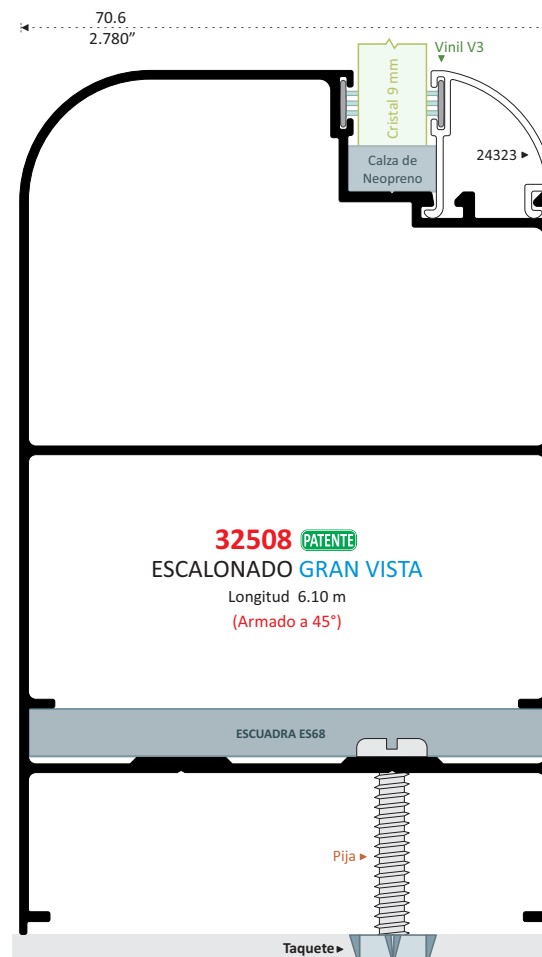 70.6
2.780”
Vinil V3
Cristal 9 mm
24323
Calza de
Neopreno
32508 PATENTE
ESCALONADO GRAN VISTA
Longitud 6.10 m
(Armado a 45°)
ESCUADRA ES68
Pija
Taquete